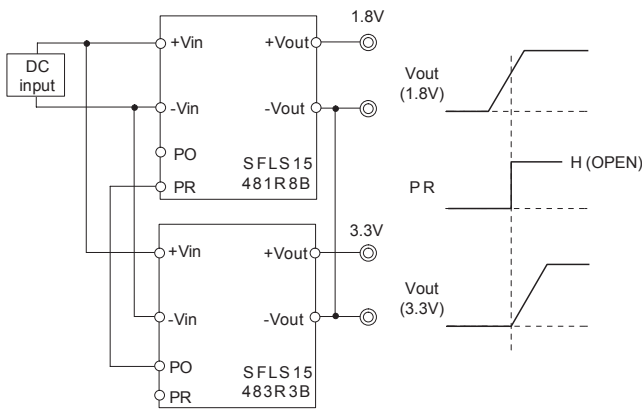 DC
input
+Vin
-Vin
PO
PR
+Vout
-Vout
SFLS15
481R8B
1.8V
+Vin
-Vin
PO
PR
+Vout
-Vout
SFLS15
483R3B
3.3V
Vout
(1.8V)
PR
H (OPEN)
Vout
(3.3V)